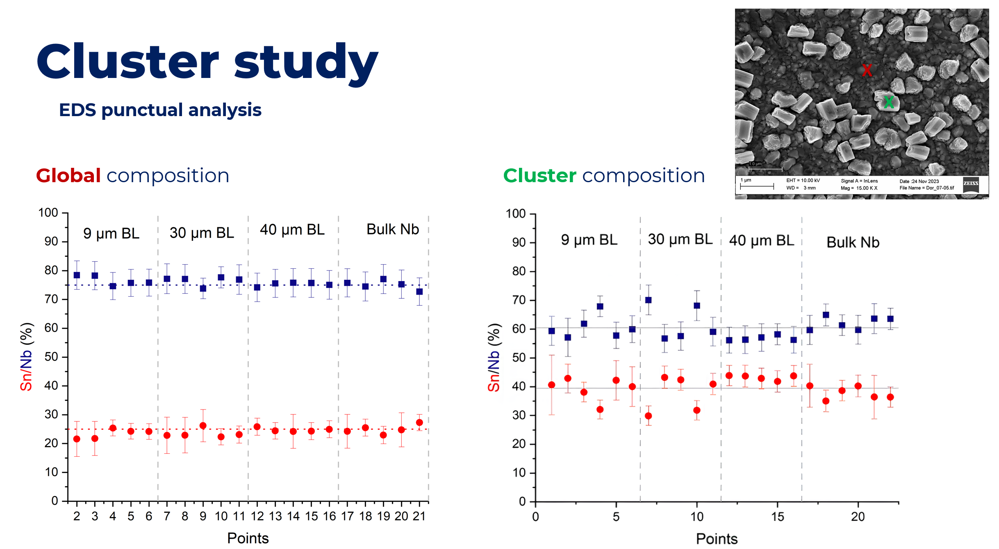 Cluster study
EDS punctual analysis
X
X
1.0 µm
1 µm
EHT = 10.00 kV
Signal A = InLens
Date :24 Nov 2023
ZEISS
WD = 3 mm
Mag = 15.00 K X
File Name = Dor_07-05.tif
Global composition
100
90
80
70
60
50
40
30
20
10
0
Sn/Nb (%)
9 µm BL
30 µm BL
40 µm BL
Bulk Nb
2 3 4 5 6 7 8 9 10 11 12 13 14 15 16 17 18 19 20 21
Points
Cluster composition
100
90
80
70
60
50
40
30
20
10
0
Sn/Nb (%)
9 µm BL
30 µm BL
40 µm BL
Bulk Nb
0 5 10 15 20
Points